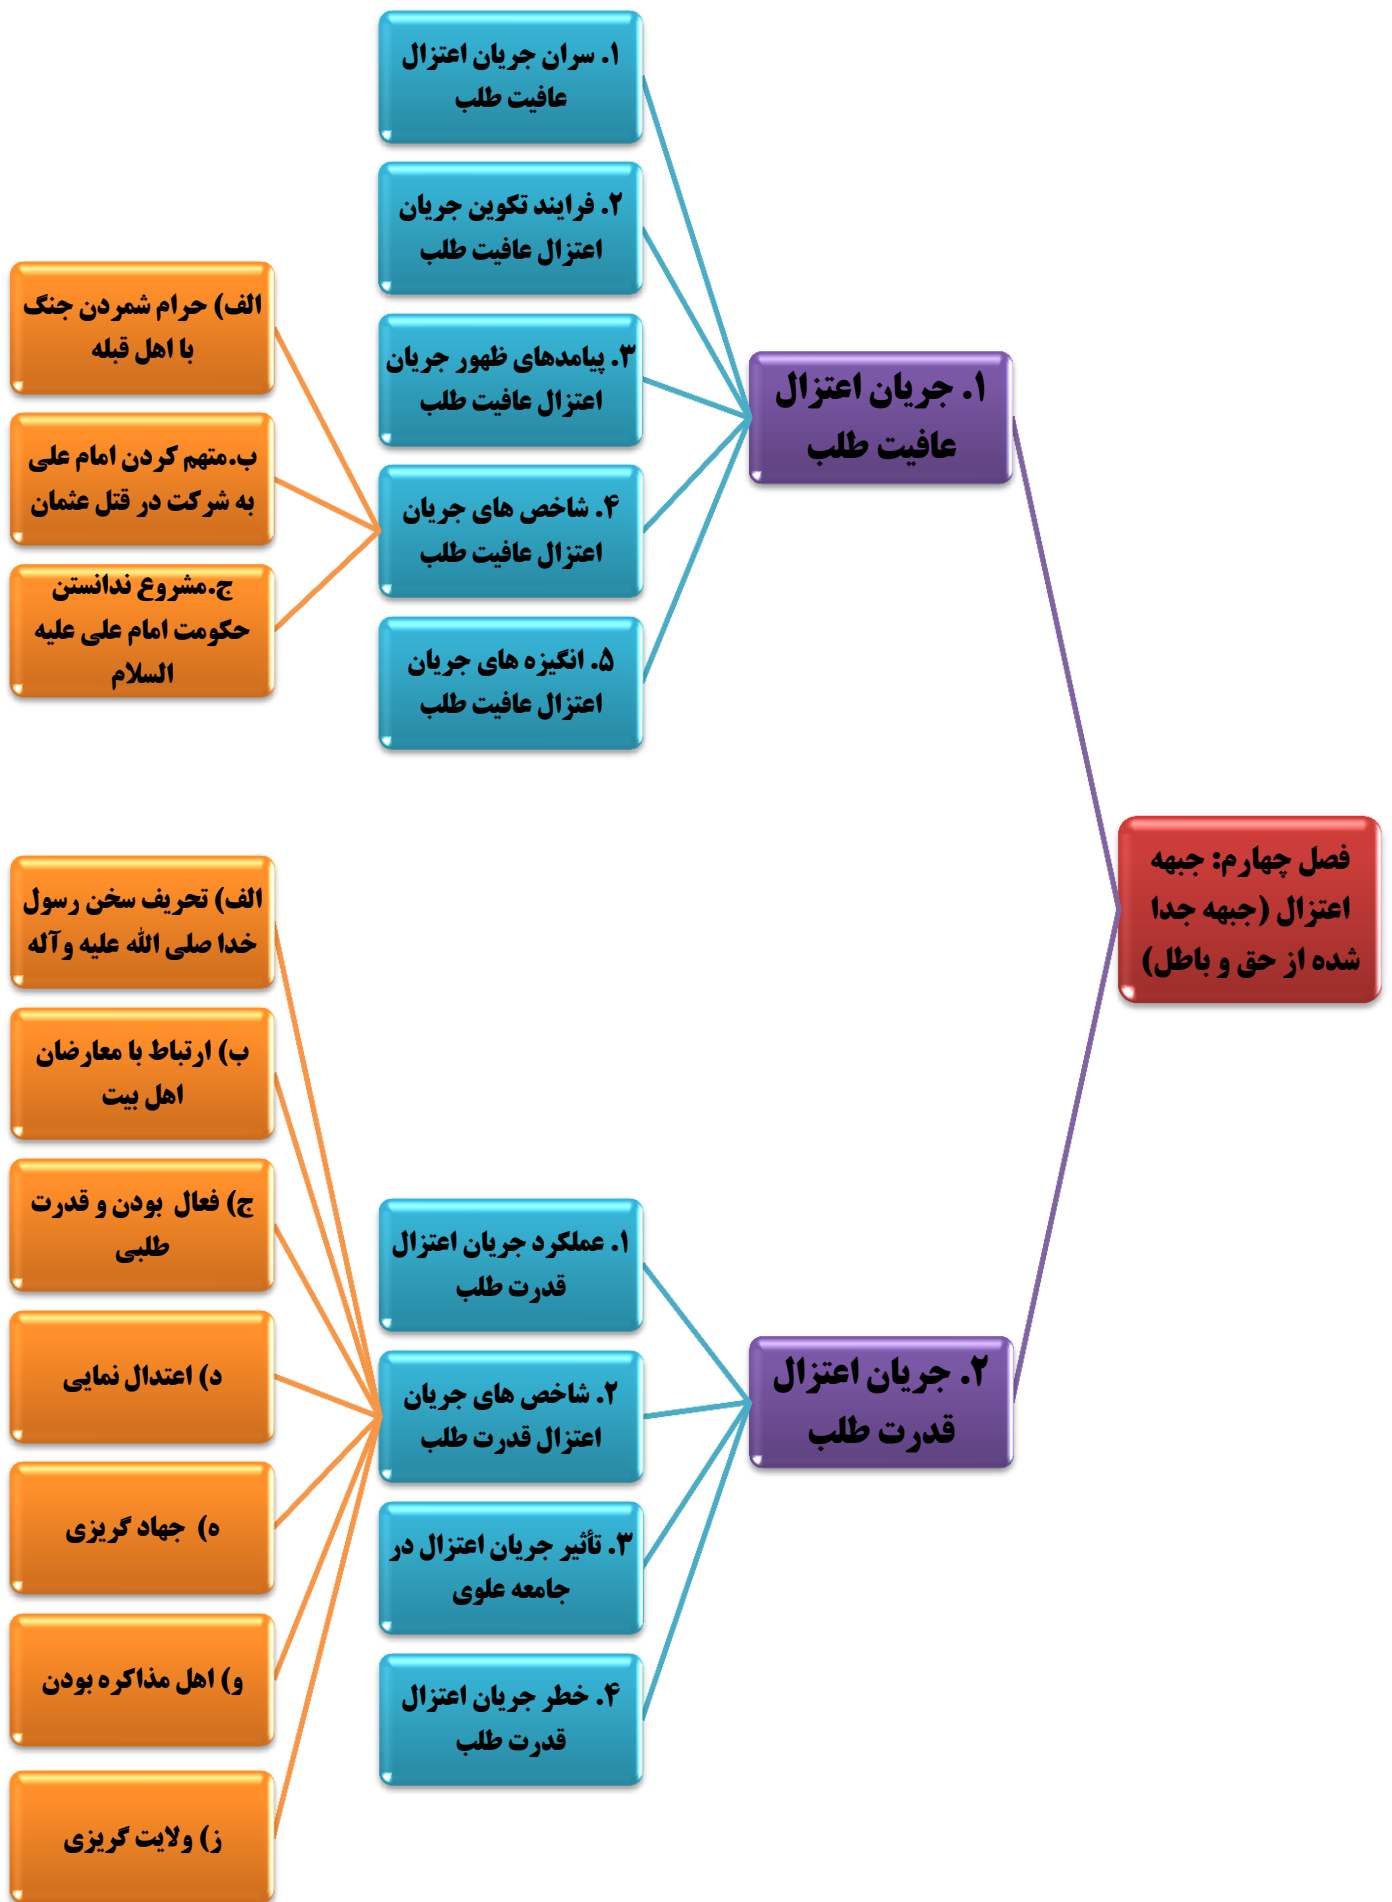 فصل چهارم: جبهه
اعتزال (جبهه جدا
شده از حق و باطل)
۱. جریان اعتزال
عافیت طلب
۱. سران جریان اعتزال
عافیت طلب
۲. فرایند تکوین جریان
اعتزال عافیت طلب
۳. پیامدهای ظهور جریان
اعتزال عافیت طلب
۴. شاخص های جریان
اعتزال عافیت طلب
الف) حرام شمردن جنگ
با اهل قبله
ب.متهم کردن امام علی
به شرکت در قتل عثمان
ج.مشروع ندانستن
حکومت امام علی علیه
السلام
۵. انگیزه های جریان
اعتزال عافیت طلب
۲. جریان اعتزال
قدرت طلب
۱. عملکرد جریان اعتزال
قدرت طلب
۲. شاخص های جریان
اعتزال قدرت طلب
الف) تحریف سخن رسول
خدا صلی الله علیه وآله
ب) ارتباط با معارضان
اهل بیت
ج) فعال بودن و قدرت
طلبی
د) اعتدال نمایی
ه) جهاد گریزی
و) اهل مذاکره بودن
ز) ولایت گریزی
۳. تأثیر جریان اعتزال در
جامعه علوی
۴. خطر جریان اعتزال
قدرت طلب